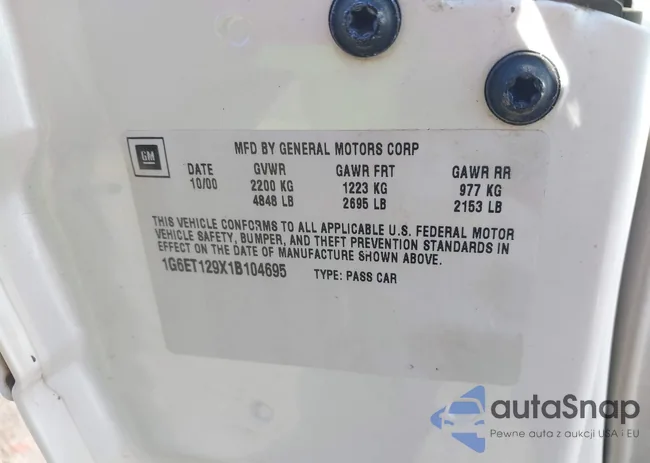 GM
MFD BY GENERAL MOTORS CORP
DATE GVWR GAWR FRT GAWR RR
10/00 2200 KG 1223 KG 977 KG
4848 LB 2695 LB 2153 LB
THIS VEHICLE CONFORMS TO ALL APPLICABLE U.S. FEDERAL MOTOR
VEHICLE SAFETY, BUMPER, AND THEFT PREVENTION STANDARDS IN
EFFECT ON THE DATE OF MANUFACTURE SHOWN ABOVE.
1G6ET129X1B104695 TYPE: PASS CAR
autaSnap
Pewne auta z aukcji USA i EU